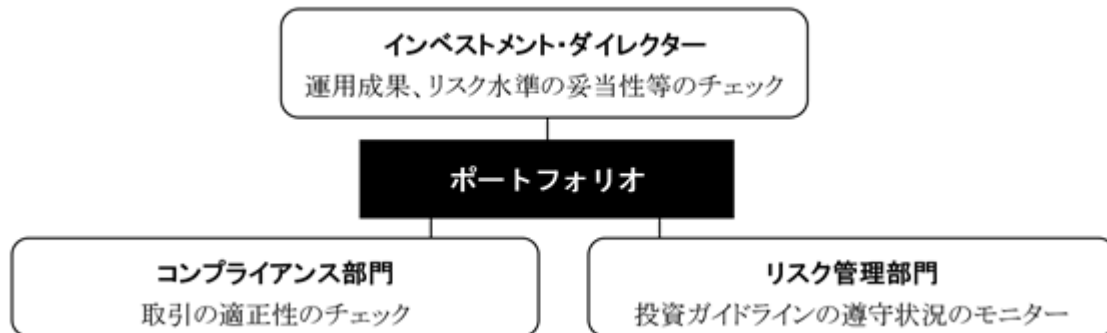 インベストメント・ダイレクター
運用成果、リスク水準の妥当性等のチェック
ポートフォリオ
コンプライアンス部門
取引の適正性のチェック
リスク管理部門
投資ガイドラインの遵守状況のモニター